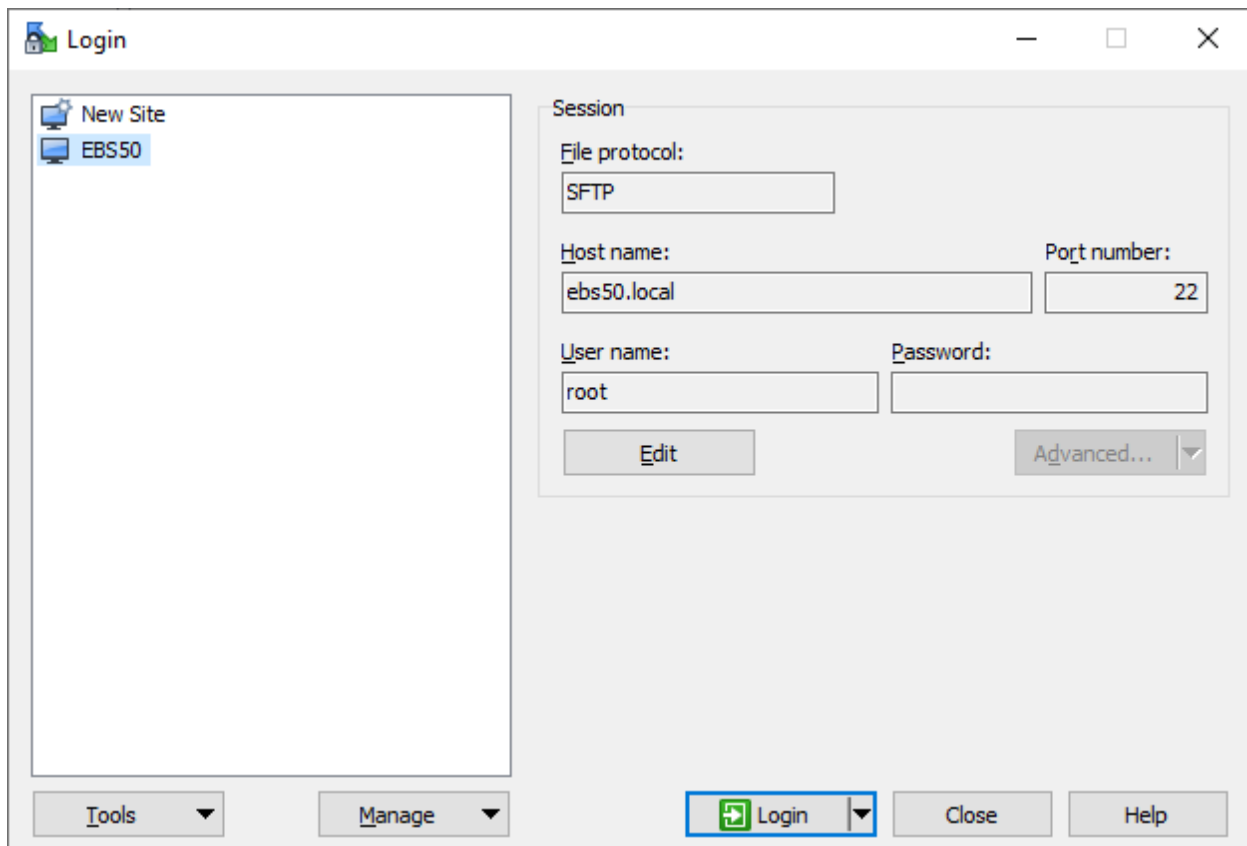 Login
New Site
EBS50
Session
File protocol:
SFTP
Host name:
Port number:
ebs50.local
22
User name:
Password:
root
Edit
Advanced...
Tools
Manage
Login
Close
Help